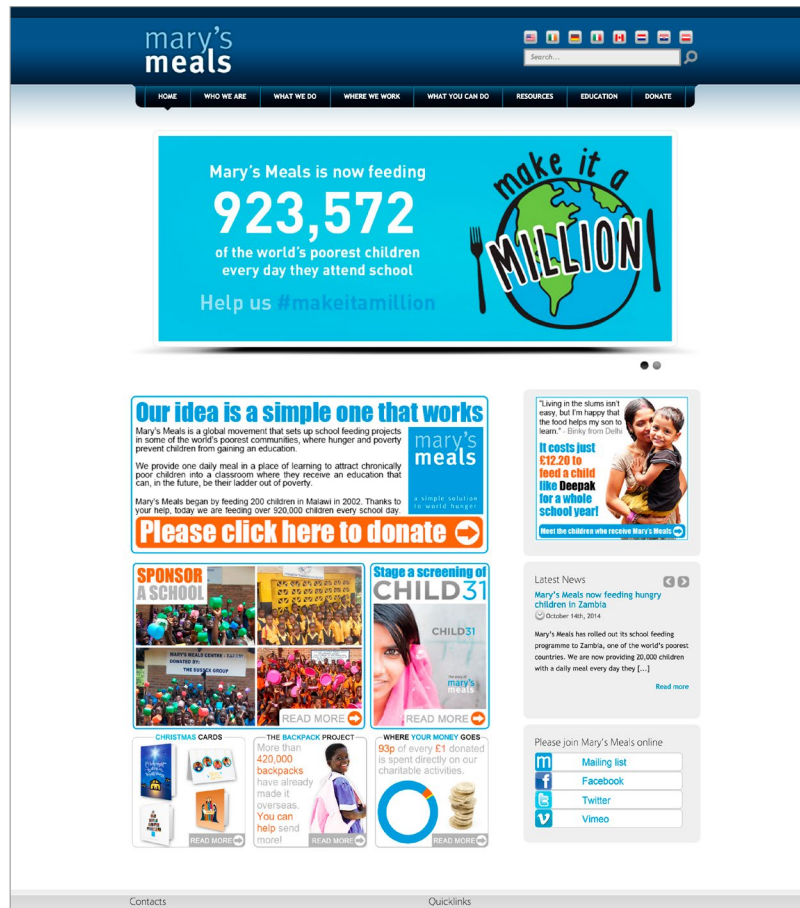 mary's
meals
Search...
HOME
WHO WE ARE
WHAT WE DO
WHERE WE WORK
WHAT YOU CAN DO
RESOURCES
EDUCATION
DONATE
Mary's Meals is now feeding
923,572
of the world's poorest children
every day they attend school
Help us #makeitamillion
make it a
MILLION
Our idea is a simple one that works
Mary's Meals is a global movement that sets up school feeding projects
in some of the world's poorest communities, where hunger and poverty
prevent children from gaining an education.
We provide one daily meal in a place of learning to attract chronically
poor children into a classroom where they receive an education that
can, in the future, be their ladder out of poverty.
Mary's Meals began by feeding 200 children in Malawi in 2002. Thanks to
your help, today we are feeding over 920,000 children every school day.
mary's
meals
a simple solution
to world hunger
Please click here to donate
"Living in the slums isn't
easy, but I'm happy that
the food helps my son to
learn." - Binky from Delhi
It costs just
£12.20 to
feed a child
like Deepak
for a whole
school year!
Meet the children who receive Mary's Meals
SPONSOR
A SCHOOL
MARY'S MEALS CENTRE -
DONATED BY:
THE SUSSEX GROUP
READ MORE
Stage a screening of
CHILD31
CHILD31
mary's
meals
READ MORE
Latest News
Mary's Meals now feeding hungry
children in Zambia
October 14th, 2014
Mary's Meals has rolled out its school feeding
programme to Zambia, one of the world's poorest
countries. We are now providing 20,000 children
with a daily meal every day they [...]
Read more
CHRISTMAS CARDS
READ MORE
THE BACKPACK PROJECT
More than
420,000
backpacks
have already
made it
overseas.
You can
help send
more!
READ MORE
WHERE YOUR MONEY GOES
93p of every £1 donated
is spent directly on our
charitable activities.
READ MORE
Please join Mary's Meals online
m Mailing list
f Facebook
t Twitter
v Vimeo
Contacts
Quicklinks